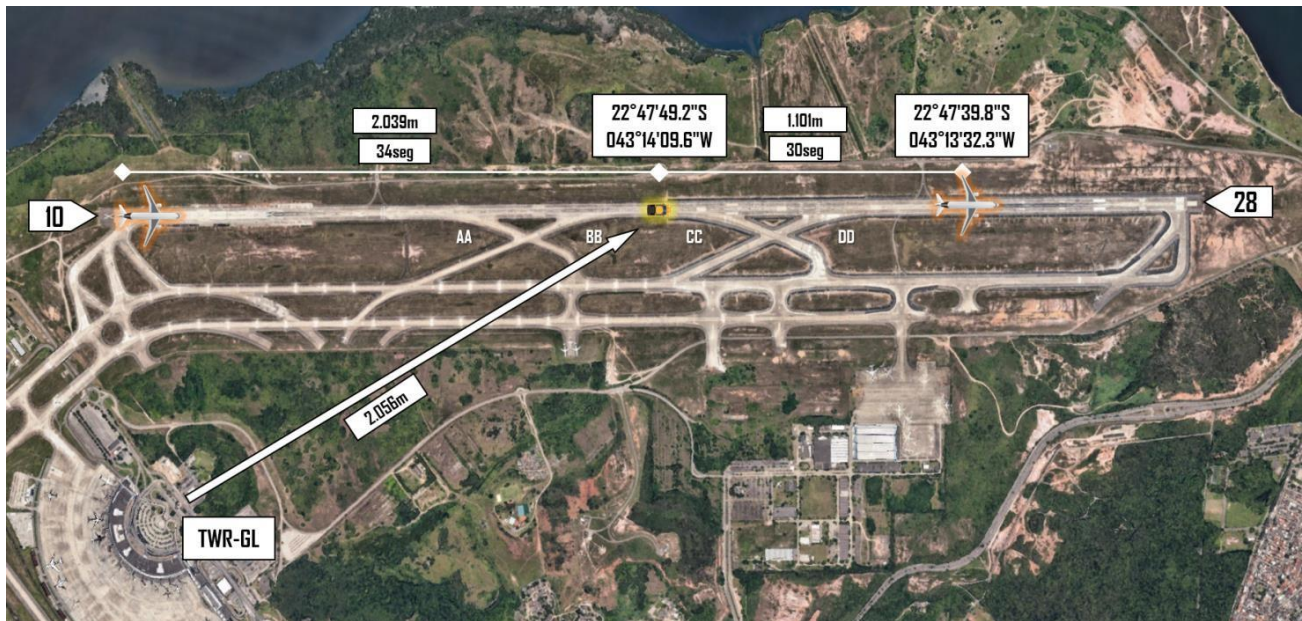 2.039m
34seg
22°47'49.2"S
043°14'09.6"W
1.101m
30seg
22°47'39.8"S
043°13'32.3"W
10
28
AA
BB
CC
DD
2.056m
TWR-GL